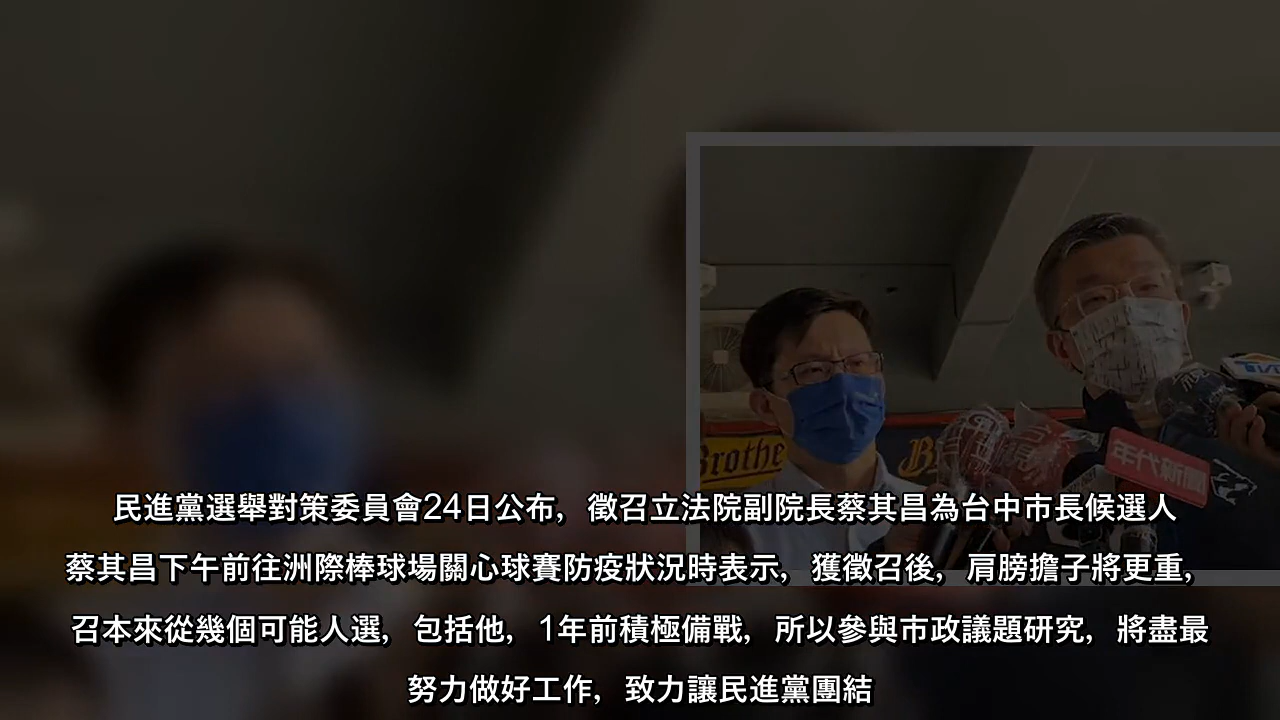 Brothe
B
年代新聞
民進黨選舉對策委員會24日公布，徵召立法院副院長蔡其昌為台中市長候選人
蔡其昌下午前往洲際棒球場關心球賽防疫狀況時表示，獲徵召後，肩膀擔子將更重，
召本來從幾個可能人選，包括他，1年前積極備戰，所以參與市政議題研究，將盡最
努力做好工作，致力讓民進黨團結